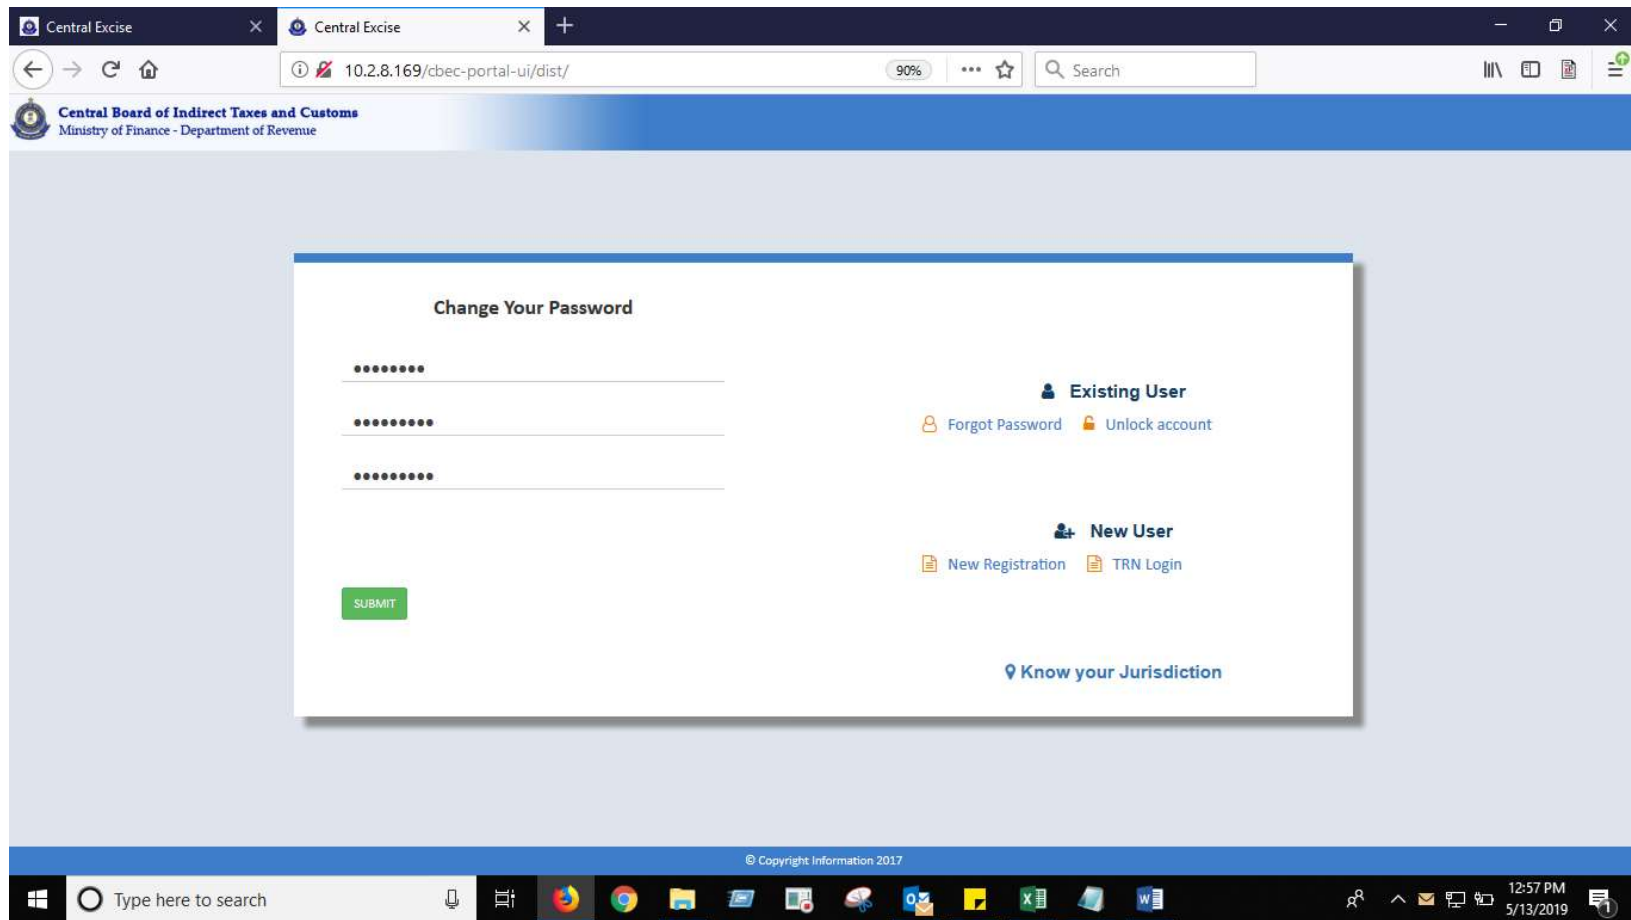 Central Excise
Central Excise
10.2.8.169/cbec-portal-ui/dist/
90%
Search
Central Board of Indirect Taxes and Customs
Ministry of Finance - Department of Revenue
Change Your Password
••••••••
•••••••••
•••••••••
SUBMIT
Existing User
Forgot Password Unlock account
New User
New Registration TRN Login
Know your Jurisdiction
© Copyright Information 2017
Type here to search
12:57 PM
5/13/2019
1